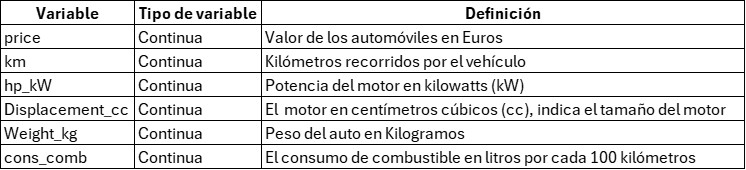 Variable Tipo de variable Definición
price Continua Valor de los automóviles en Euros
km Continua Kilómetros recorridos por el vehículo
hp_kW Continua Potencia del motor en kilowatts (kW)
Displacement_cc Continua El  motor en centímetros cúbicos (cc), indica el tamaño del motor
Weight_kg Continua Peso del auto en Kilogramos
cons_comb Continua El consumo de combustible en litros por cada 100 kilómetros